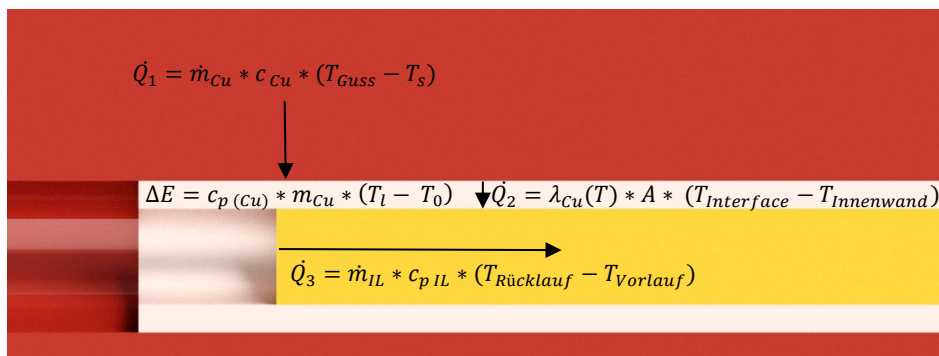 Q̇₁ = ṁ_Cu * c_Cu * (T_Guss − T_s)
ΔE = c_p (Cu) * m_Cu * (T_l − T_0) Q̇₂ = λ_Cu(T) * A * (T_Interface − T_Innenwand)
Q̇₃ = ṁ_IL * c_p IL * (T_Rücklauf − T_Vorlauf)